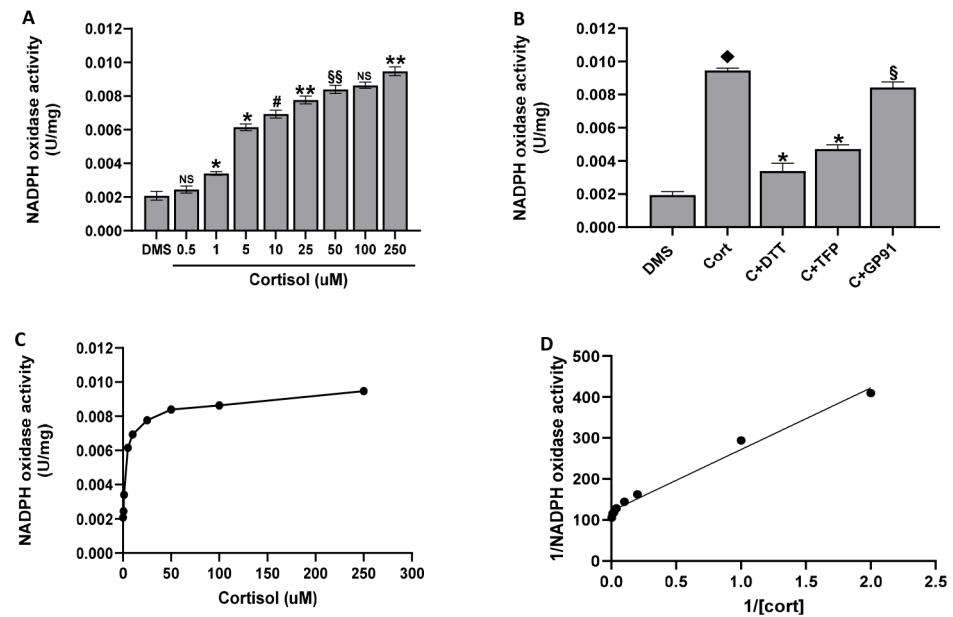 A
NADPH oxidase activity
(U/mg)
0.012
0.010
0.008
0.006
0.004
0.002
0.000
NS
*
*
#
**
§§
NS
**
DMS 0.5 1 5 10 25 50 100 250
Cortisol (uM)
B
NADPH oxidase activity
(U/mg)
0.012
0.010
0.008
0.006
0.004
0.002
0.000
◆
*
*
§
DMS Cort C+DTT C+TFP C+GP91
C
NADPH oxidase activity
(U/mg)
0.012
0.010
0.008
0.006
0.004
0.002
0.000
0 50 100 150 200 250 300
Cortisol (uM)
D
1/NADPH oxidase activity
500
400
300
200
100
0
0.0 0.5 1.0 1.5 2.0 2.5
1/[cort]